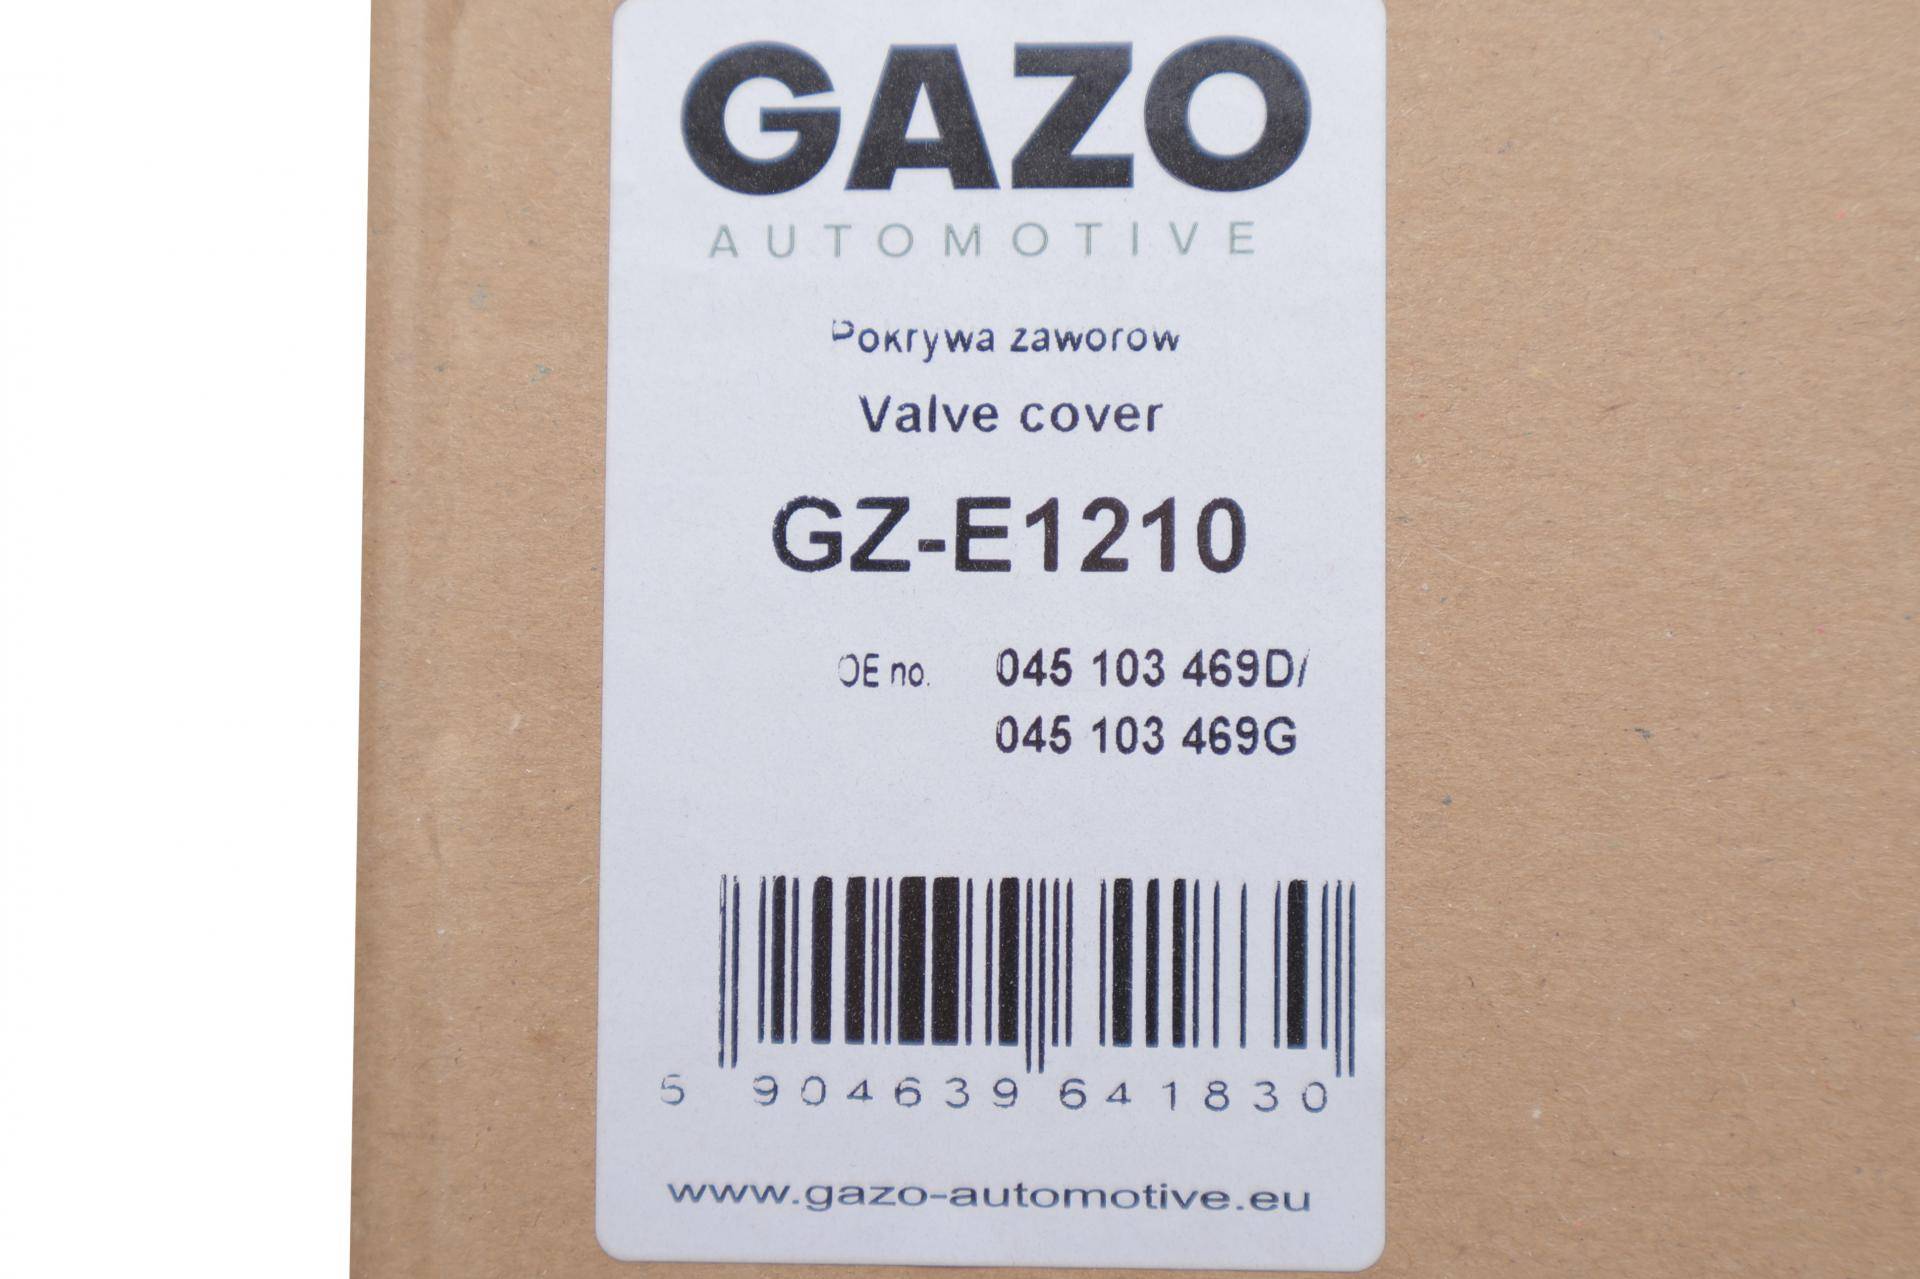 GAZO
AUTOMOTIVE
Pokrywa zaworow
Valve cover
GZ-E1210
OE no. 045 103 469D/
045 103 469G
5 904639 641830
www.gazo-automotive.eu